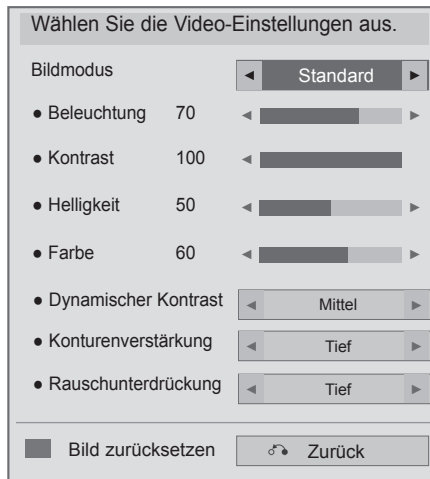 Wählen Sie die Video-Einstellungen aus.
Bildmodus ◄ Standard ►
● Beleuchtung 70 ◄ ►
● Kontrast 100 ◄
● Helligkeit 50 ◄ ►
● Farbe 60 ◄ ►
● Dynamischer Kontrast ◄ Mittel ►
● Konturenverstärkung ◄ Tief ►
● Rauschunterdrückung ◄ Tief ►
Bild zurücksetzen Zurück